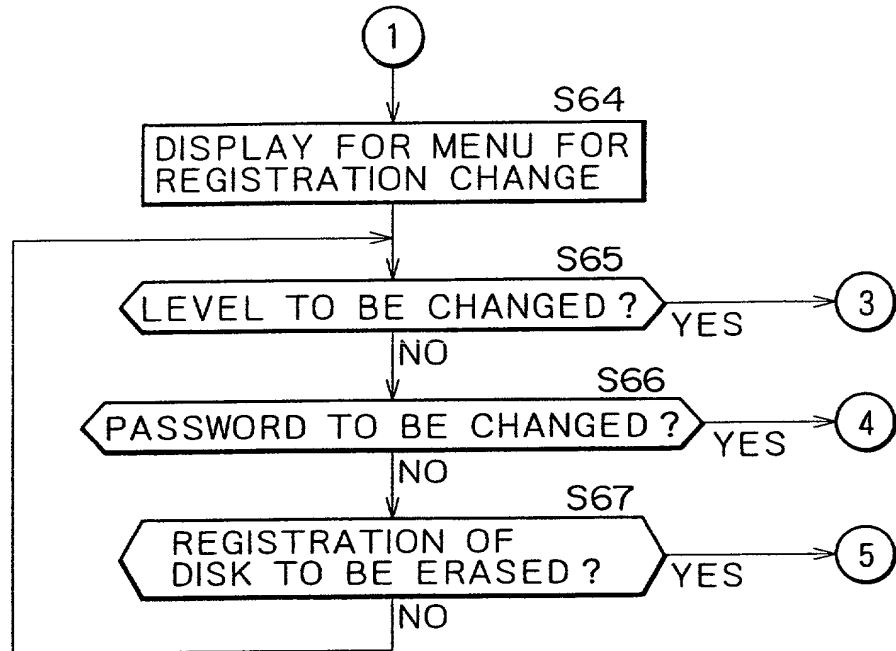 1
S64
DISPLAY FOR MENU FOR
REGISTRATION CHANGE
S65
LEVEL TO BE CHANGED?
YES
3
NO
S66
PASSWORD TO BE CHANGED?
YES
4
NO
S67
REGISTRATION OF
DISK TO BE ERASED?
YES
5
NO